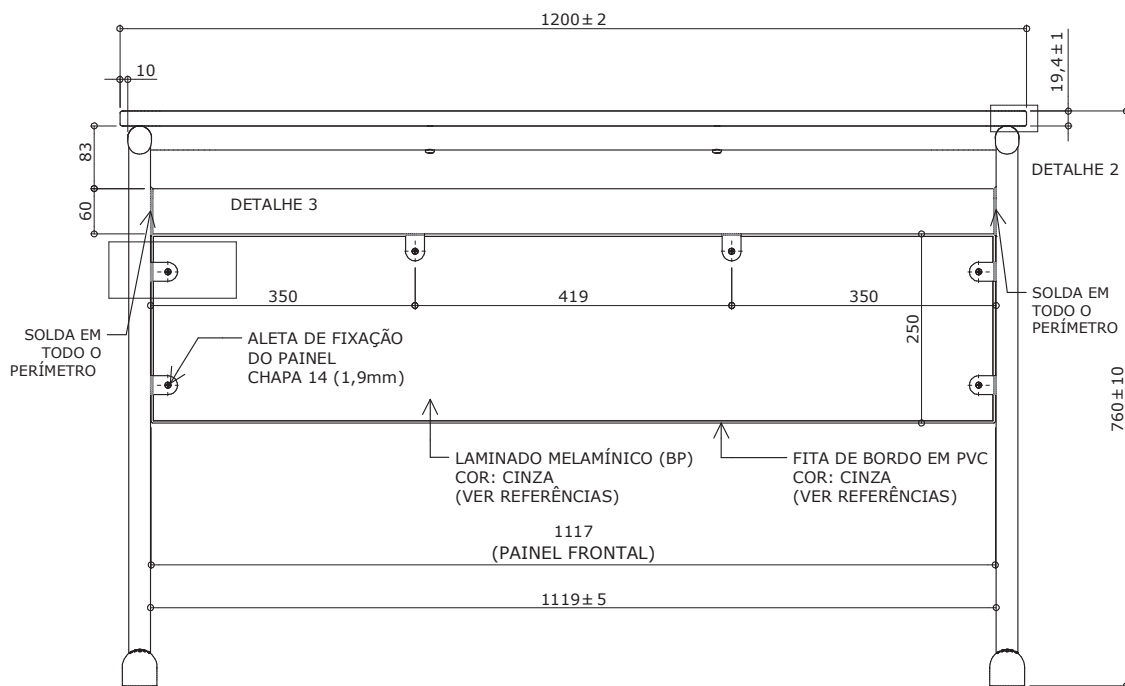 1200±2
10
19,4±1
83
DETALHE 2
60
DETALHE 3
350
419
350
250
SOLDA EM
TODO O
PERÍMETRO
SOLDA EM
TODO O
PERÍMETRO
ALETA DE FIXAÇÃO
DO PAINEL
CHAPA 14 (1,9mm)
760±10
LAMINADO MELAMÍNICO (BP)
COR: CINZA
(VER REFERÊNCIAS)
FITA DE BORDO EM PVC
COR: CINZA
(VER REFERÊNCIAS)
1117
(PAINEL FRONTAL)
1119±5